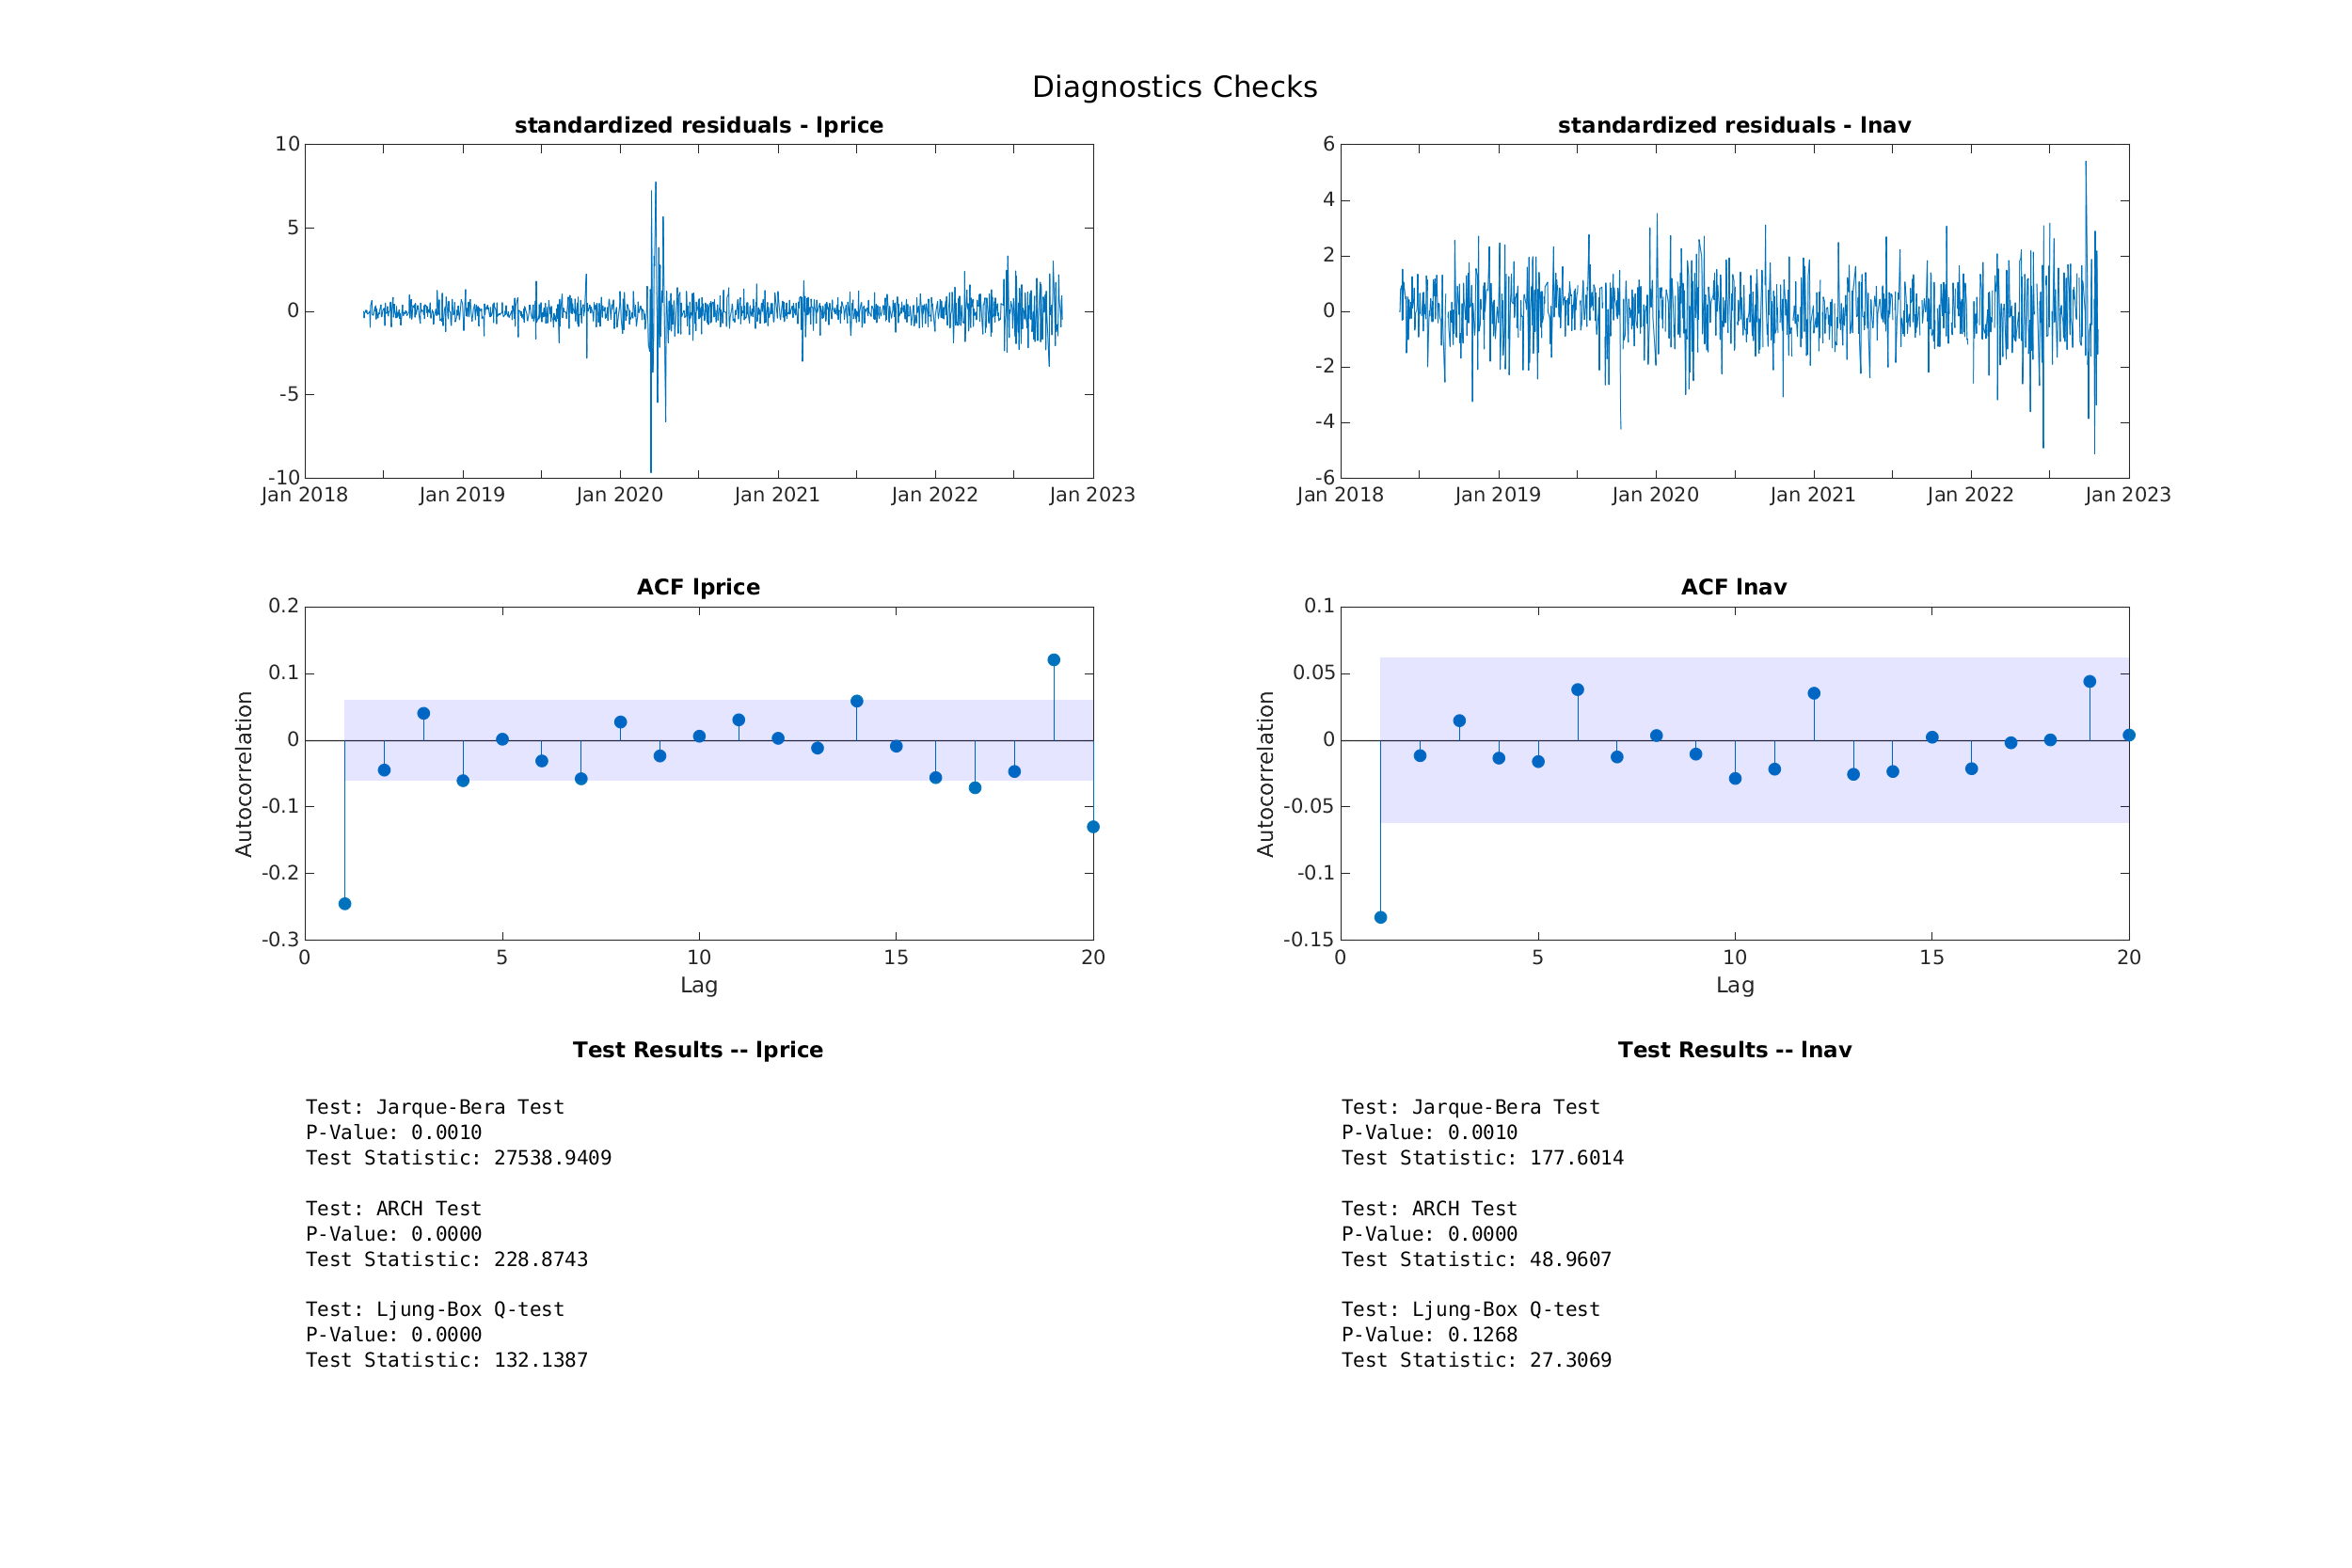 Diagnostics Checks
standardized residuals - lprice
10
5
0
-5
-10
Jan 2018 Jan 2019 Jan 2020 Jan 2021 Jan 2022 Jan 2023
standardized residuals - lnav
6
4
2
0
-2
-4
-6
Jan 2018 Jan 2019 Jan 2020 Jan 2021 Jan 2022 Jan 2023
ACF lprice
Autocorrelation
0.2
0.1
0
-0.1
-0.2
-0.3
0 5 10 15 20
Lag
ACF lnav
Autocorrelation
0.1
0.05
0
-0.05
-0.1
-0.15
0 5 10 15 20
Lag
Test Results -- lprice
Test: Jarque-Bera Test
P-Value: 0.0010
Test Statistic: 27538.9409
Test: ARCH Test
P-Value: 0.0000
Test Statistic: 228.8743
Test: Ljung-Box Q-test
P-Value: 0.0000
Test Statistic: 132.1387
Test Results -- lnav
Test: Jarque-Bera Test
P-Value: 0.0010
Test Statistic: 177.6014
Test: ARCH Test
P-Value: 0.0000
Test Statistic: 48.9607
Test: Ljung-Box Q-test
P-Value: 0.1268
Test Statistic: 27.3069